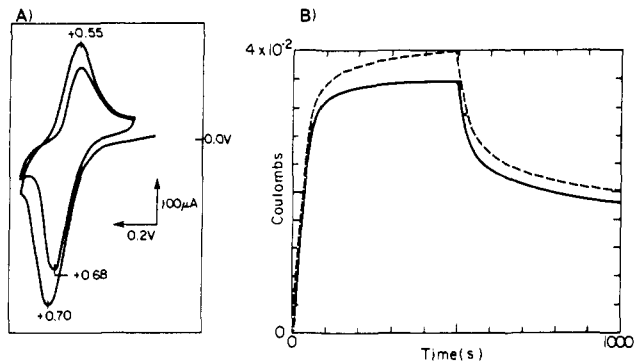 A)
+0.55
0.0V
100μA
0.2V
+0.68
+0.70
B)
4x10-2
Coulombs
0
0
1000
Time(s)